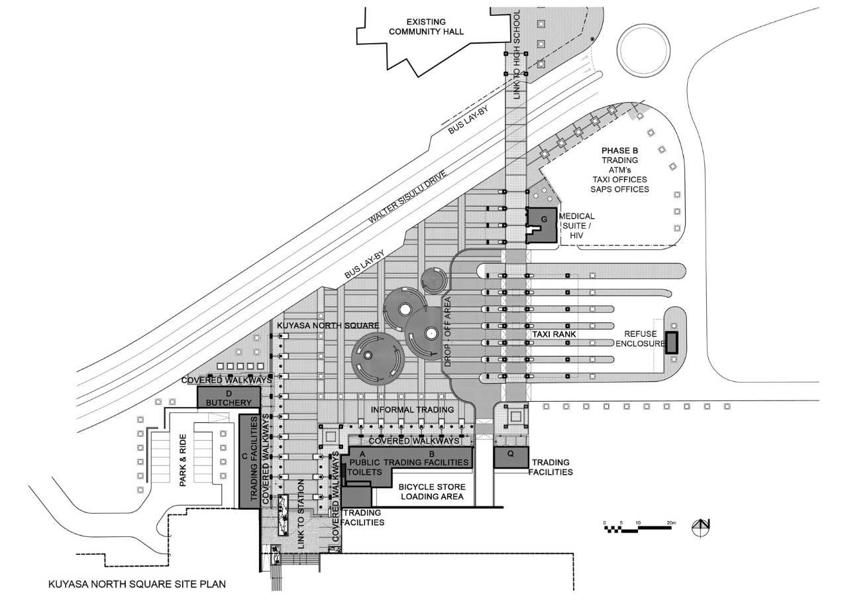 EXISTING
COMMUNITY HALL
LINK TO HIGH SCHOOL
BUS LAY-BY
WALTER SISULU DRIVE
PHASE B
TRADING
ATM's
TAXI OFFICES
SAPS OFFICES
G
MEDICAL
SUITE /
HIV
BUS LAY-BY
KUYASA NORTH SQUARE
DROP - OFF AREA
TAXI RANK
REFUSE
ENCLOSURE
COVERED WALKWAYS
D
BUTCHERY
INFORMAL TRADING
COVERED WALKWAYS
PARK & RIDE
C
TRADING FACILITIES
COVERED WALKWAYS
A
PUBLIC
TOILETS
B
TRADING FACILITIES
Q
TRADING
FACILITIES
BICYCLE STORE
LOADING AREA
LINK TO STATION
COVERED WALKWAYS
TRADING
FACILITIES
0 5 10 20m
N
KUYASA NORTH SQUARE SITE PLAN